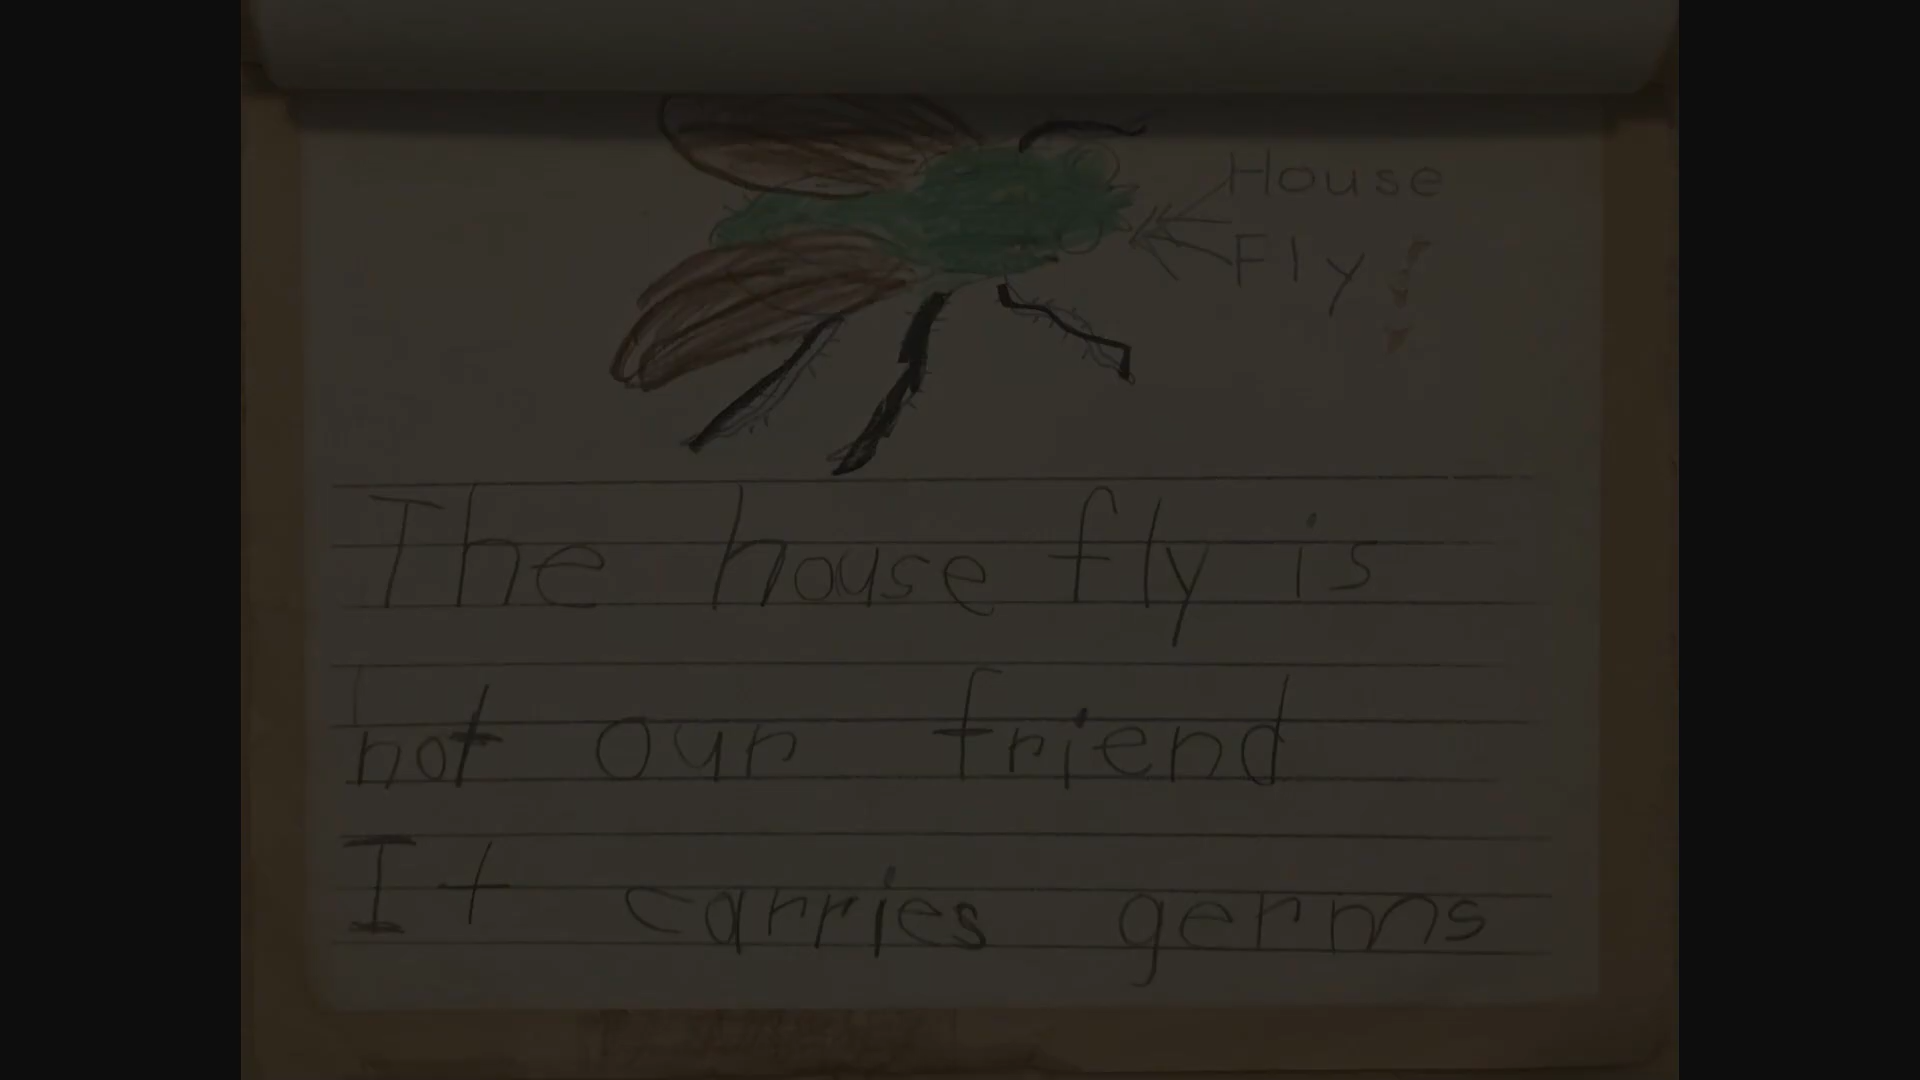 House
Fly!
The house fly is
not our friend
It carries germs